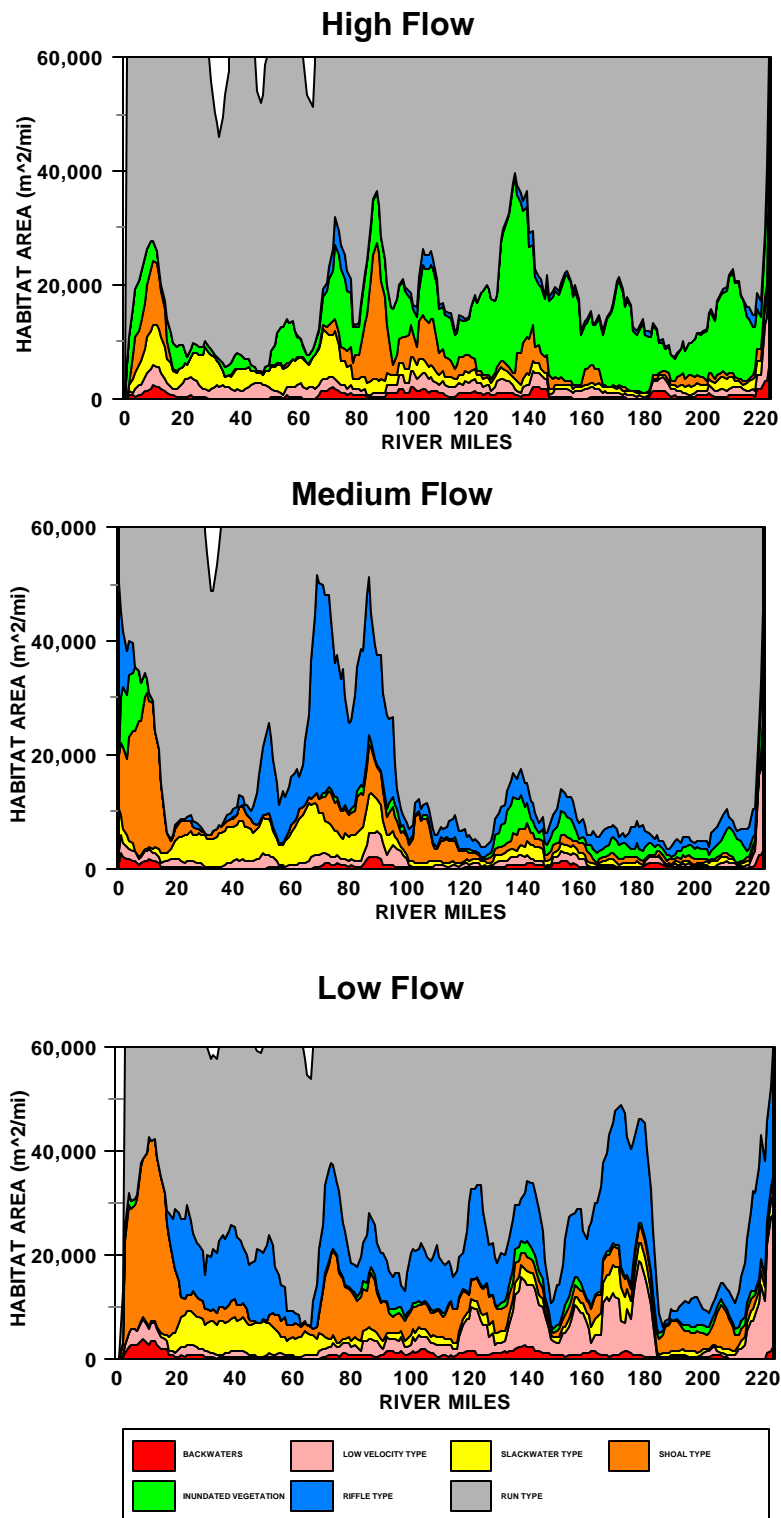 High Flow
60,000
40,000
20,000
0
HABITAT AREA (m^2/mi)
0 20 40 60 80 100 120 140 160 180 200 220
RIVER MILES
Medium Flow
60,000
40,000
20,000
0
HABITAT AREA (m^2/mi)
0 20 40 60 80 100 120 140 160 180 200 220
RIVER MILES
Low Flow
60,000
40,000
20,000
0
HABITAT AREA (m^2/mi)
0 20 40 60 80 100 120 140 160 180 200 220
RIVER MILES
BACKWATERS LOW VELOCITY TYPE SLACKWATER TYPE SHOAL TYPE
INUNDATED VEGETATION RIFFLE TYPE RUN TYPE